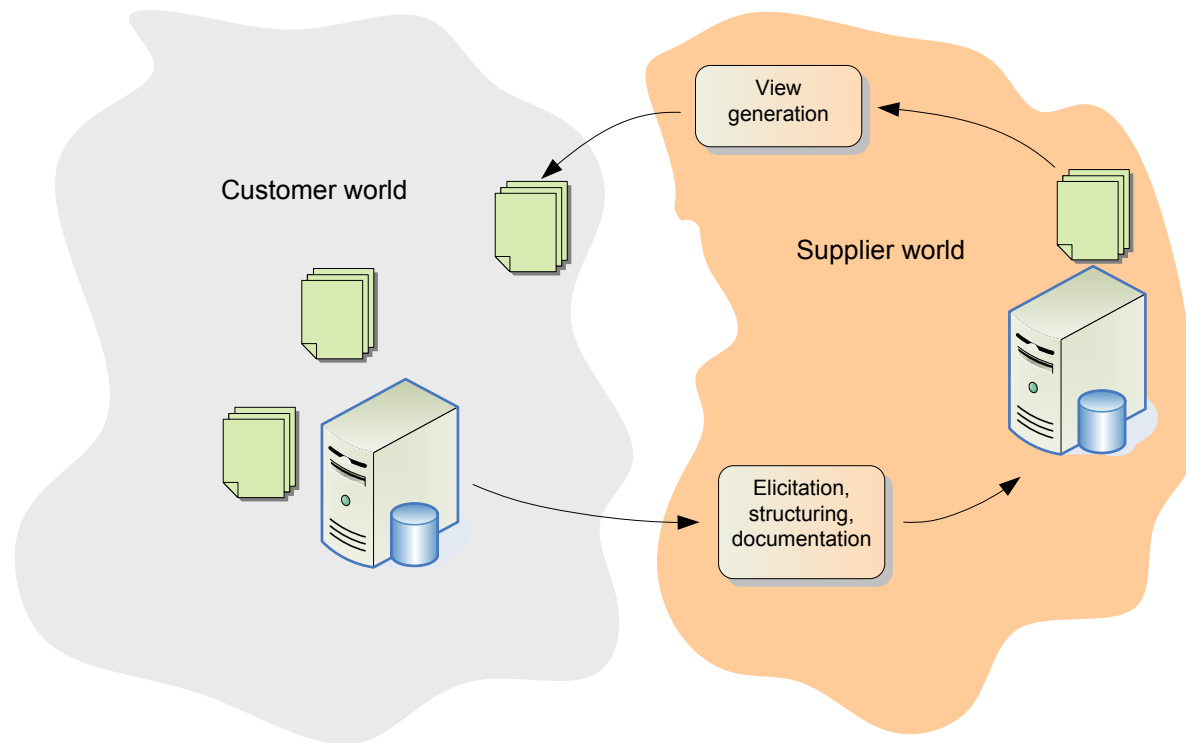 View
generation
Customer world
Supplier world
Elicitation,
structuring,
documentation